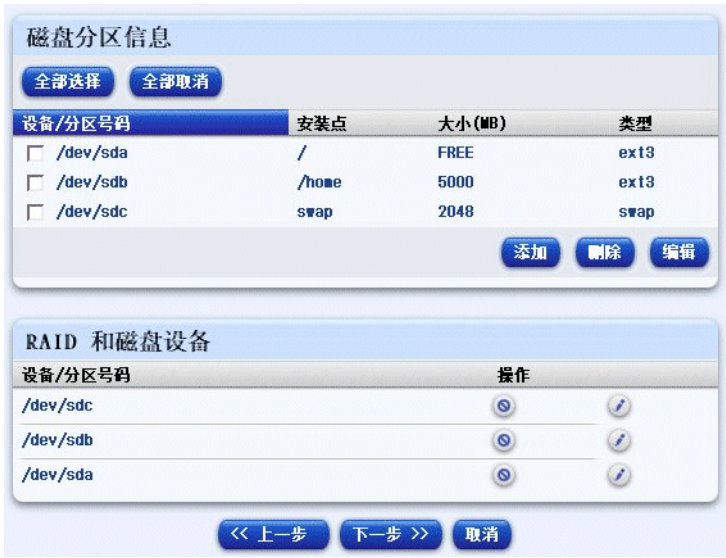 磁盘分区信息
全部选择 全部取消
设备/分区号码 安装点 大小(MB) 类型
/dev/sda / FREE ext3
/dev/sdb /home 5000 ext3
/dev/sdc swap 2048 swap
添加 删除 编辑
RAID 和磁盘设备
设备/分区号码 操作
/dev/sdc
/dev/sdb
/dev/sda
<< 上一步 下一步 >> 取消